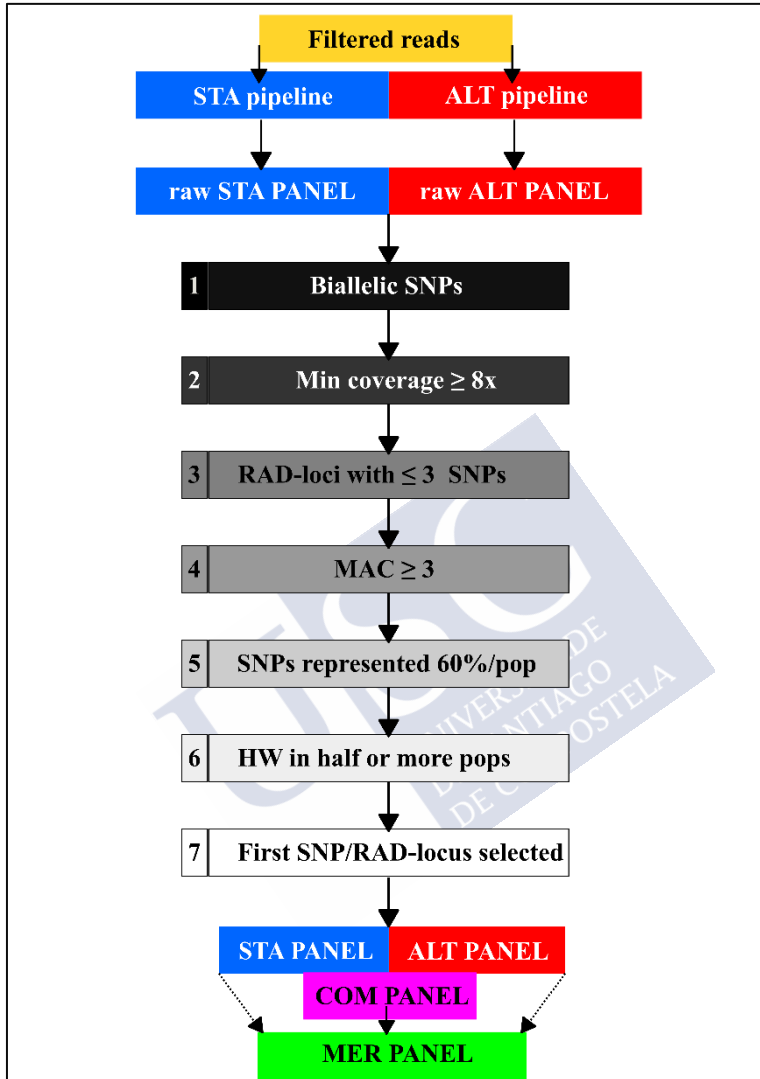 Filtered reads
STA pipeline ALT pipeline
raw STA PANEL raw ALT PANEL
1 Biallelic SNPs
2 Min coverage ≥ 8x
3 RAD-loci with ≤ 3 SNPs
4 MAC ≥ 3
5 SNPs represented 60%/pop
6 HW in half or more pops
7 First SNP/RAD-locus selected
STA PANEL ALT PANEL
COM PANEL
MER PANEL
USC
DE